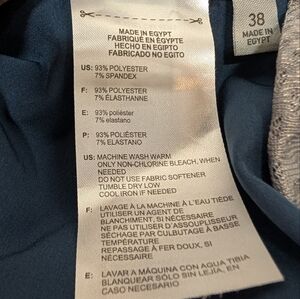 MADE IN EGYPT
FABRIQUÉ EN ÉGYPTE
HECHO EN EGIPTO
FABRICADO NO EGITO
US: 93% POLYESTER
7% SPANDEX
F: 93% POLYESTER
7% ÉLASTHANNE
E: 93% poliéster
7% elastano
P: 93% POLIÉSTER
7% ELASTANO
US: MACHINE WASH WARM
ONLY NON-CHLORINE BLEACH, WHEN
NEEDED
DO NOT USE FABRIC SOFTENER
TUMBLE DRY LOW
COOL IRON IF NEEDED
F: LAVAGE À LA MACHINE À L'EAU TIÈDE
UTILISER UN AGENT DE
BLANCHIMENT, SI NÉCESSAIRE
NE PAS UTILISER D'ASSOUPLISSEUR
SÉCHAGE PAR CULBUTAGE À BASSE
TEMPÉRATURE
REPASSAGE À FER DOUX, SI
NÉCESSAIRE
E: LAVAR A MÁQUINA CON AGUA TIBIA
BLANQUEAR SÓLO SIN LEJÍA, EN
CASO NECESARIO
38
MADE IN
EGYPT